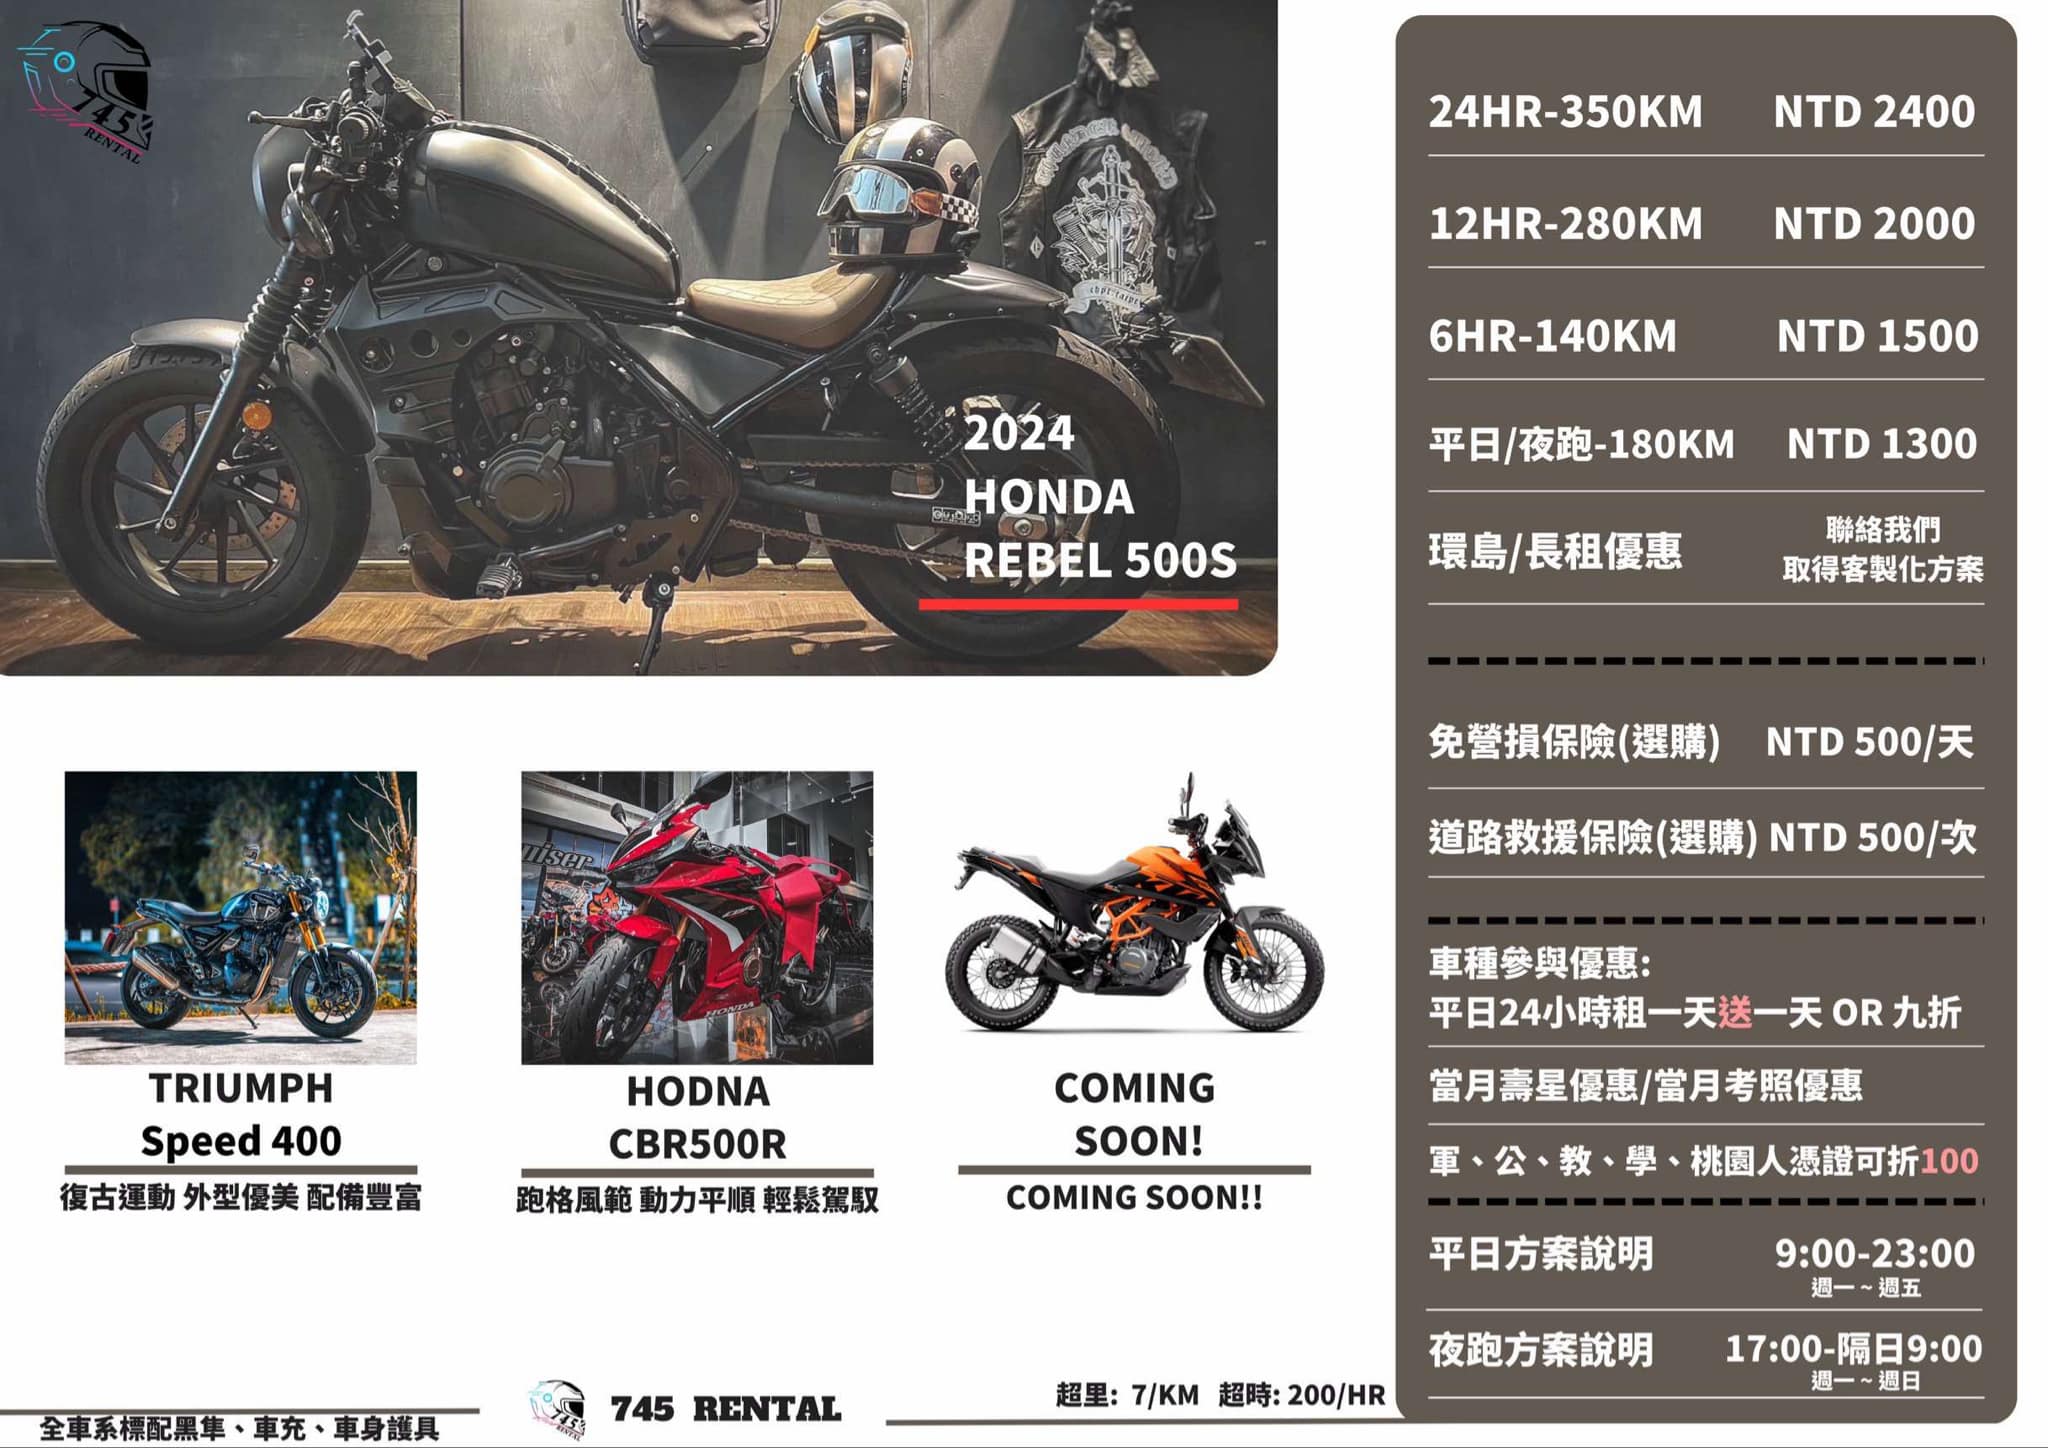 745
RENTAL
2024
HONDA
REBEL 500S
TRIUMPH
Speed 400
復古運動 外型優美 配備豐富
HODNA
CBR500R
跑格風範 動力平順 輕鬆駕馭
COMING
SOON!
COMING SOON!!
24HR-350KM NTD 2400
12HR-280KM NTD 2000
6HR-140KM NTD 1500
平日/夜跑-180KM NTD 1300
環島/長租優惠 聯絡我們
取得客製化方案
免營損保險(選購) NTD 500/天
道路救援保險(選購) NTD 500/次
車種參與優惠:
平日24小時租一天送一天 OR 九折
當月壽星優惠/當月考照優惠
軍、公、教、學、桃園人憑證可折100
平日方案說明 9:00-23:00
週一 ~ 週五
夜跑方案說明 17:00-隔日9:00
週一 ~ 週日
全車系標配黑隼、車充、車身護具
745
RENTAL
745 RENTAL
超里: 7/KM 超時: 200/HR
HONDA